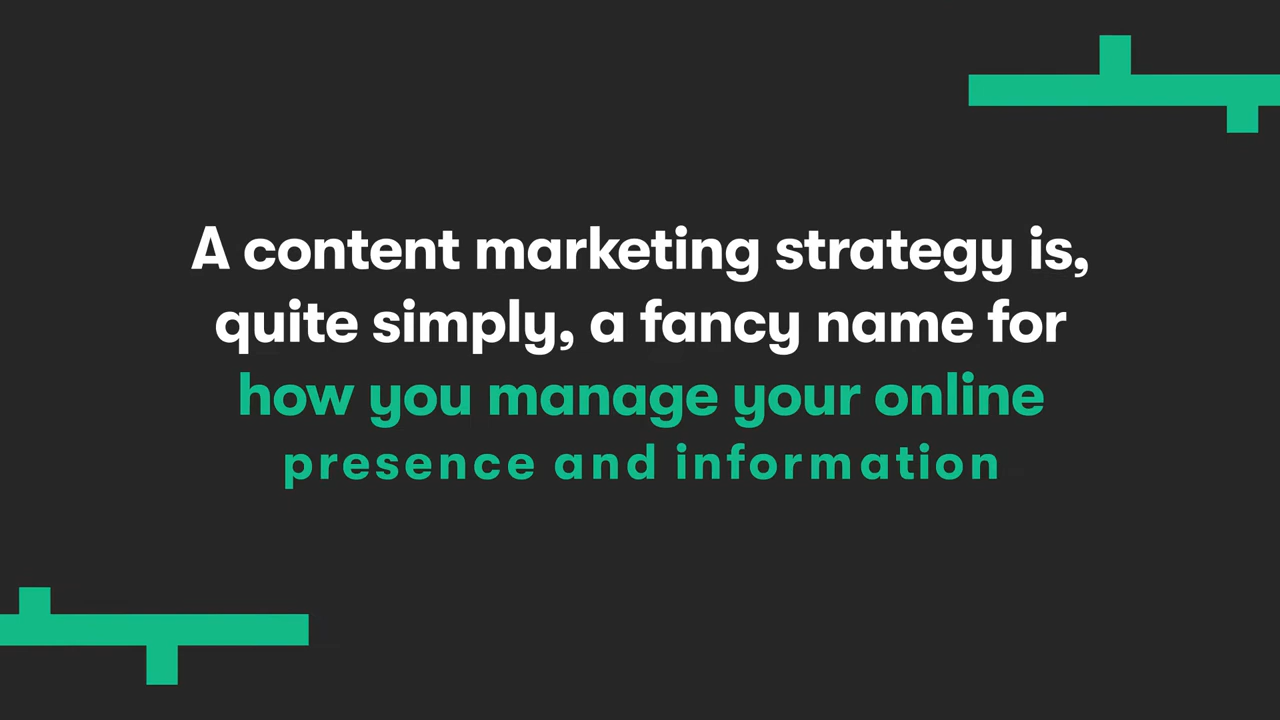 A content marketing strategy is,
quite simply, a fancy name for
how you manage your online
presence and information